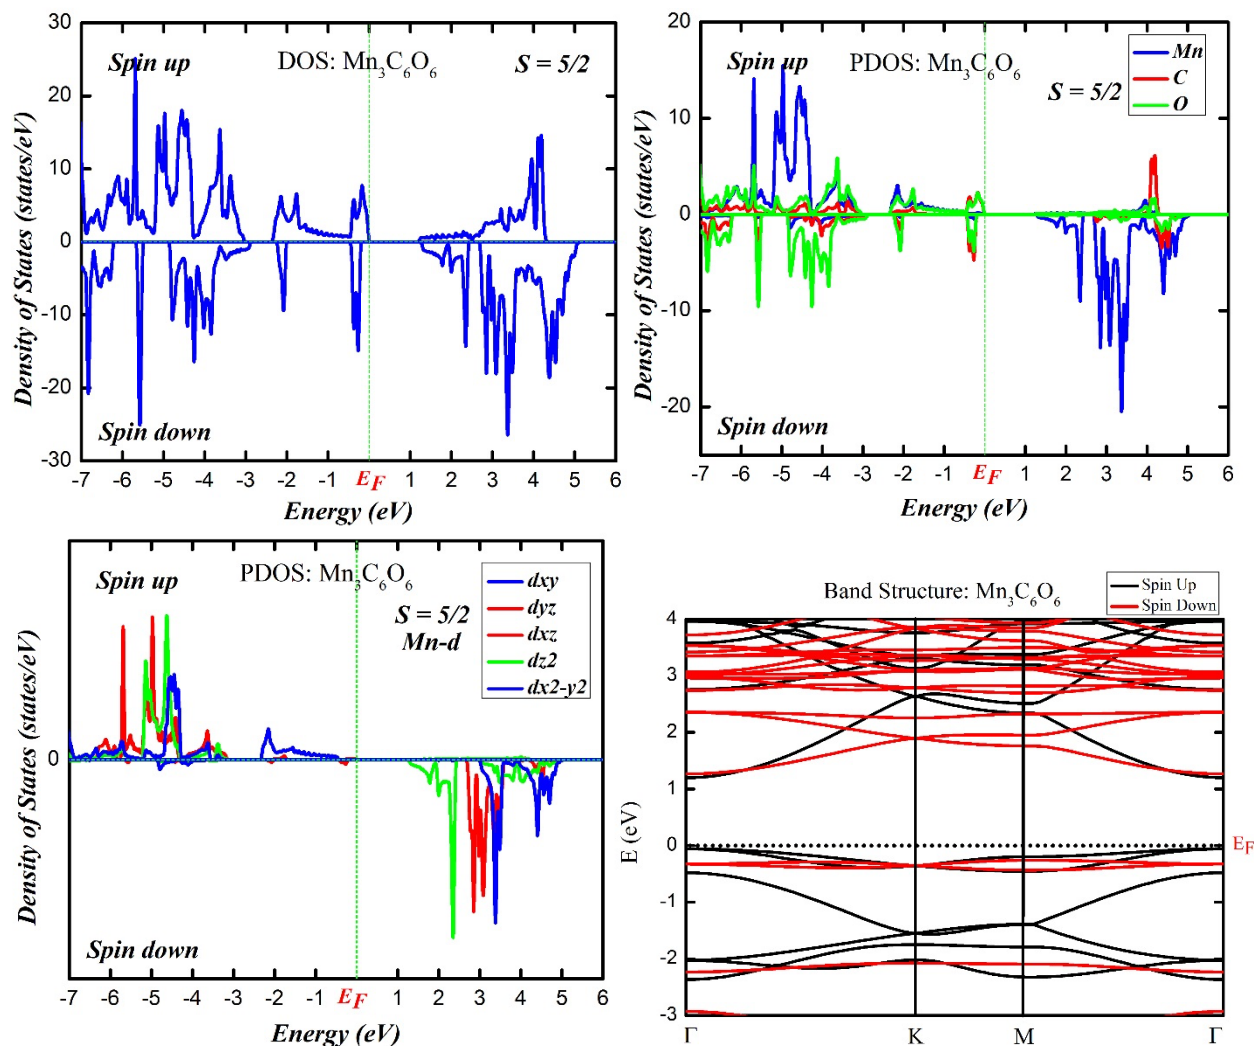 DOS: Mn3C6O6
Spin up
S = 5/2
Spin down
Density of States (states/eV)
30
20
10
0
-10
-20
-30
-7 -6 -5 -4 -3 -2 -1 EF 1 2 3 4 5 6
Energy (eV)
PDOS: Mn3C6O6
Spin up
S = 5/2
Mn
C
O
Spin down
Density of States (states/eV)
20
10
0
-10
-20
-7 -6 -5 -4 -3 -2 -1 EF 1 2 3 4 5 6
Energy (eV)
PDOS: Mn3C6O6
Spin up
S = 5/2
Mn-d
dxy
dyz
dxz
dz2
dx2-y2
Spin down
Density of States (states/eV)
0
-7 -6 -5 -4 -3 -2 -1 EF 1 2 3 4 5 6
Energy (eV)
Band Structure: Mn3C6O6
Spin Up
Spin Down
E (eV)
4
3
2
1
0
-1
-2
-3
EF
Γ K M Γ